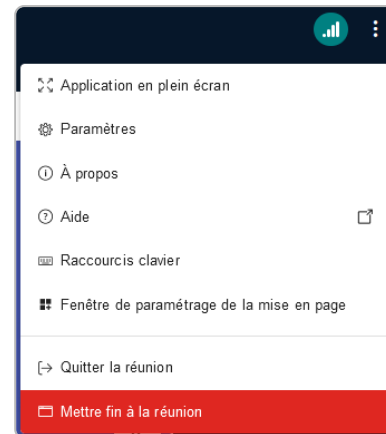 Application en plein écran
Paramètres
À propos
Aide
Raccourcis clavier
Fenêtre de paramétrage de la mise en page
Quitter la réunion
Mettre fin à la réunion